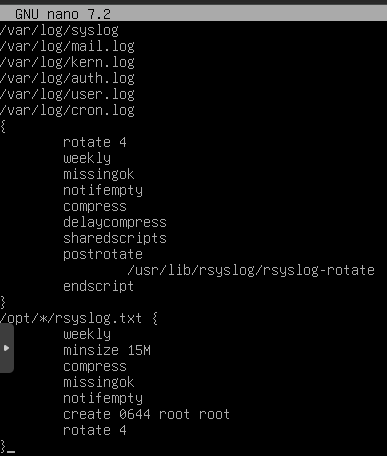 GNU nano 7.2
/var/log/syslog
/var/log/mail.log
/var/log/kern.log
/var/log/auth.log
/var/log/user.log
/var/log/cron.log
{
        rotate 4
        weekly
        missingok
        notifempty
        compress
        delaycompress
        sharedscripts
        postrotate
                /usr/lib/rsyslog/rsyslog-rotate
        endscript
}
/opt/*/rsyslog.txt {
        weekly
        minsize 15M
        compress
        missingok
        notifempty
        create 0644 root root
        rotate 4
}